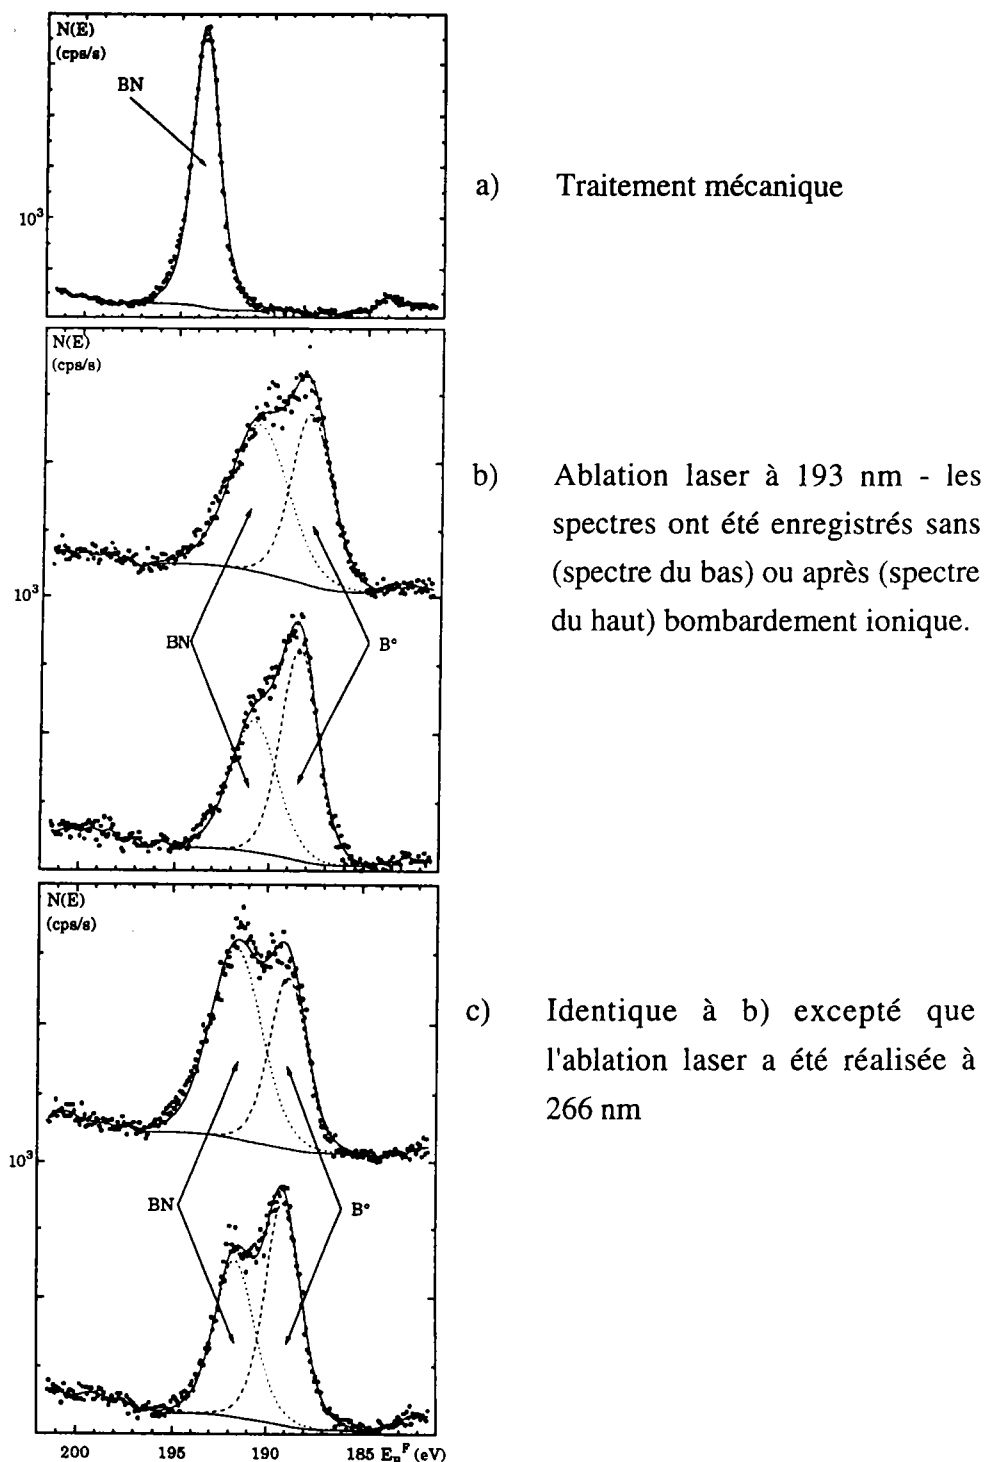 N(E)
(cps/s)
BN
10³
a) Traitement mécanique
N(E)
(cps/s)
b) Ablation laser à 193 nm - les
spectres ont été enregistrés sans
(spectre du bas) ou après (spectre
du haut) bombardement ionique.
10³
BN
B°
N(E)
(cps/s)
c) Identique à b) excepté que
l'ablation laser a été réalisée à
266 nm
10³
BN
B°
200 195 190 185 E_B^F (eV)